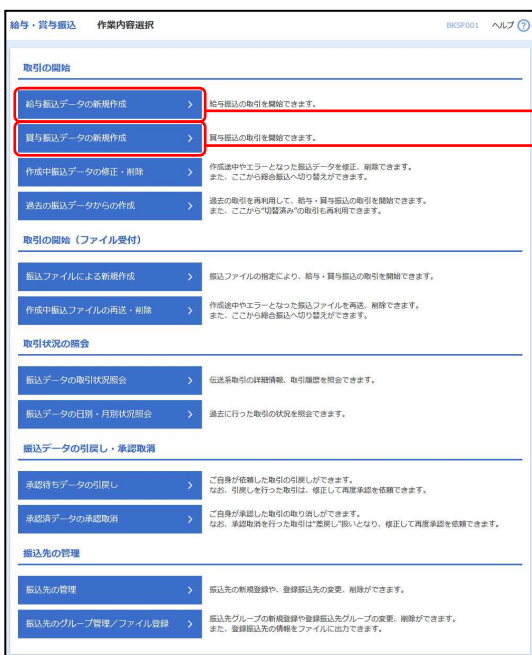 給与・賞与振込 作業内容選択 BKSF001 ヘルプ ?
取引の開始
給与振込データの新規作成 > 給与振込の取引を開始できます。
賞与振込データの新規作成 > 賞与振込の取引を開始できます。
作成中振込データの修正・削除 > 作成途中やエラーとなった振込データを修正、削除できます。
また、ここから総合振込へ切り替えができます。
過去の振込データからの作成 > 過去の取引を再利用して、給与・賞与振込の取引を開始できます。
また、ここから"切替済み"の取引も再利用できます。
取引の開始（ファイル受付）
振込ファイルによる新規作成 > 振込ファイルの指定により、給与・賞与振込の取引を開始できます。
作成中振込ファイルの再送・削除 > 作成途中やエラーとなった振込ファイルを再送、削除できます。
また、ここから総合振込へ切り替えができます。
取引状況の照会
振込データの取引状況照会 > 伝送系取引の詳細情報、取引履歴を照会できます。
振込データの日別・月別状況照会 > 過去に行った取引の状況を照会できます。
振込データの引戻し・承認取消
承認待ちデータの引戻し > ご自身が依頼した取引の引戻しができます。
なお、引戻しを行った取引は、修正して再度承認を依頼できます。
承認済データの承認取消 > ご自身が承認した取引の取り消しができます。
なお、承認取消を行った取引は"差戻し"扱いとなり、修正して再度承認を依頼できます。
振込先の管理
振込先の管理 > 振込先の新規登録や、登録振込先の変更、削除ができます。
振込先のグループ管理／ファイル登録 > 振込先グループの新規登録や登録振込先グループの変更、削除ができます。
また、登録振込先の情報をファイルに出力できます。